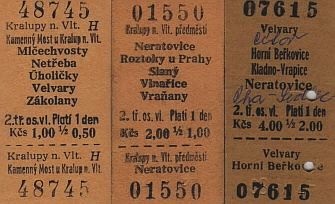 48745
Kralupy n. Vlt. H
Kamenný Most u Kralup n. Vlt.
Mlčechvosty
Netřeba
Úholičky
Velvary
Zákolany
2.tř.os.vl. Platí 1 den
Kčs 1,00 ½ 0,50
Kralupy n. Vlt. H
Kamenný Most u Kralup n. Vlt.
48745
01550
Kralupy n. Vlt. předměstí
Neratovice
Roztoky u Prahy
Slaný
Vinařice
Vraňany
2. tř. os. vl. Platí 1 den
Kčs 2,00 ½ 1,00
Kralupy n. Vlt. předměstí
Neratovice
01550
07615
Velvary
Horní Beřkovice
Kladno-Vrapice
Neratovice
2. tř. os. vl. Platí 1 den
Kčs 4.00 ½ 2.00
Velvary
Horní Beřkovice
07615